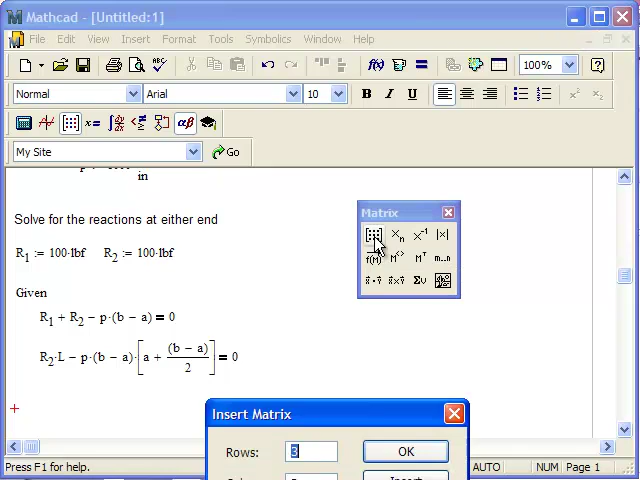 Mathcad - [Untitled:1]
File Edit View Insert Format Tools Symbolics Window Help
100%
Normal Arial 10 B I U
My Site Go
in
Solve for the reactions at either end
R1 := 100·lbf R2 := 100·lbf
Given
R1 + R2 − p·(b − a) = 0
R2·L − p·(b − a)·[a + (b − a)/2] = 0
Matrix
Insert Matrix
Rows: 3 OK
Press F1 for help. AUTO NUM Page 1